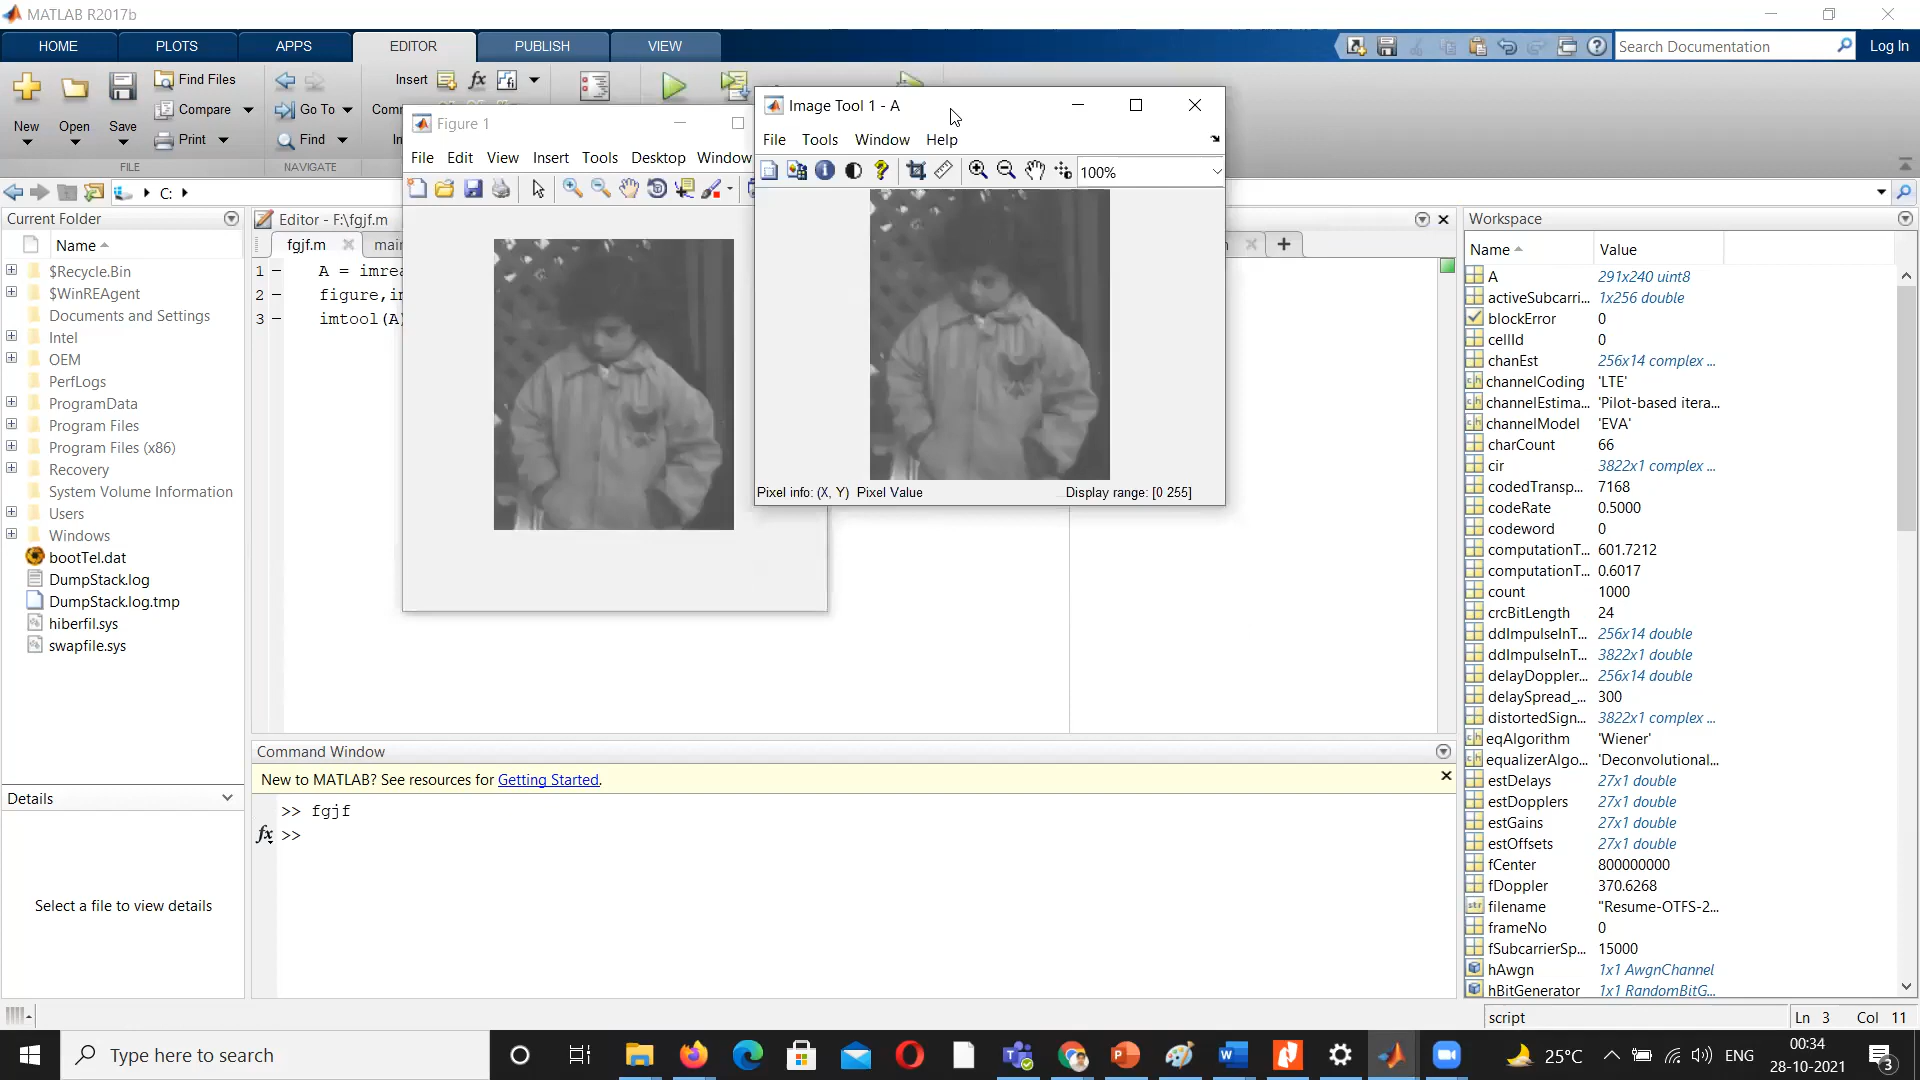 MATLAB R2017b
HOME
PLOTS
APPS
EDITOR
PUBLISH
VIEW
Search Documentation
Log In
New
Open
Save
Find Files
Compare
Print
FILE
Go To
Find
NAVIGATE
Insert
fx
Comm
In
Figure 1
File Edit View Insert Tools Desktop Window
Image Tool 1 - A
File Tools Window Help
100%
Pixel info: (X, Y) Pixel Value
Display range: [0 255]
C:
Current Folder
Name
$Recycle.Bin
$WinREAgent
Documents and Settings
Intel
OEM
PerfLogs
ProgramData
Program Files
Program Files (x86)
Recovery
System Volume Information
Users
Windows
bootTel.dat
DumpStack.log
DumpStack.log.tmp
hiberfil.sys
swapfile.sys
Details
Select a file to view details
Editor - F:\fgjf.m
fgjf.m
mai
1 A = imrea
2 figure,i
3 imtool(A)
Command Window
New to MATLAB? See resources for Getting Started.
>> fgjf
fx >>
Workspace
Name Value
A 291x240 uint8
activeSubcarri... 1x256 double
blockError 0
cellId 0
chanEst 256x14 complex ...
channelCoding 'LTE'
channelEstima... 'Pilot-based itera...
channelModel 'EVA'
charCount 66
cir 3822x1 complex ...
codedTransp... 7168
codeRate 0.5000
codeword 0
computationT... 601.7212
computationT... 0.6017
count 1000
crcBitLength 24
ddImpulseInT... 256x14 double
ddImpulseInT... 3822x1 double
delayDoppler... 256x14 double
delaySpread_... 300
distortedSign... 3822x1 complex ...
eqAlgorithm 'Wiener'
equalizerAlgo... 'Deconvolutional...
estDelays 27x1 double
estDopplers 27x1 double
estGains 27x1 double
estOffsets 27x1 double
fCenter 800000000
fDoppler 370.6268
filename "Resume-OTFS-2...
frameNo 0
fSubcarrierSp... 15000
hAwgn 1x1 AwgnChannel
hBitGenerator 1x1 RandomBitG...
script
Ln 3 Col 11
Type here to search
25°C
ENG
00:34
28-10-2021
3